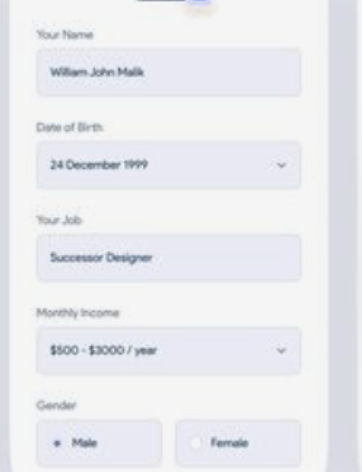 Your Name
William John Malik
Date of Birth
24 December 1999
Your Job
Successor Designer
Monthly Income
$500 - $3000 / year
Gender
Male
Female